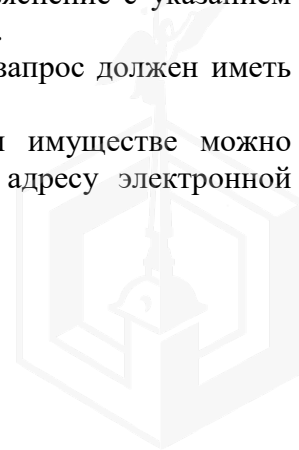 с указанием
запрос должен иметь
имуществе можно
адресу электронной